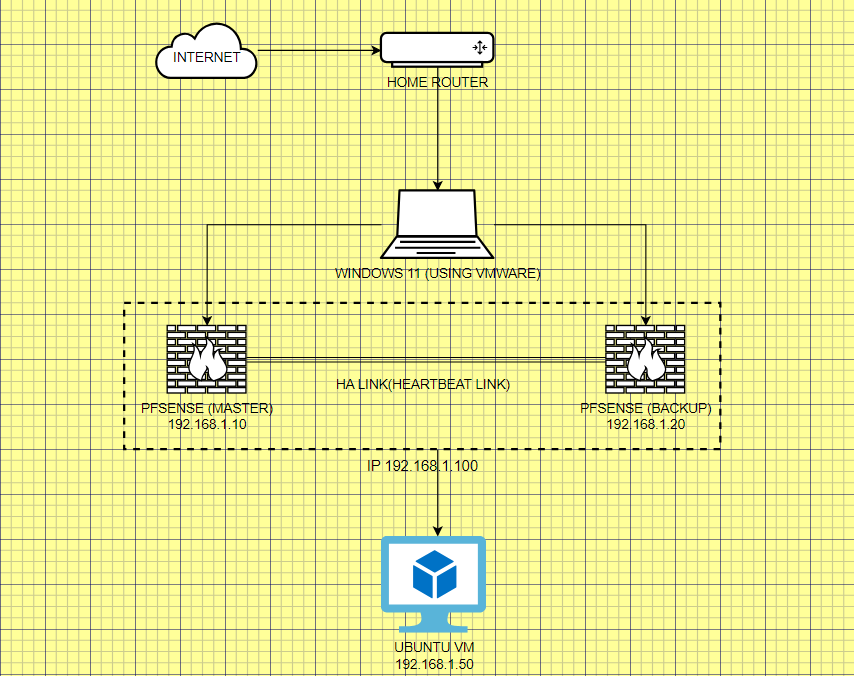 INTERNET
HOME ROUTER
WINDOWS 11 (USING VMWARE)
HA LINK(HEARTBEAT LINK)
PFSENSE (MASTER)
192.168.1.10
PFSENSE (BACKUP)
192.168.1.20
IP 192.168.1.100
UBUNTU VM
192.168.1.50